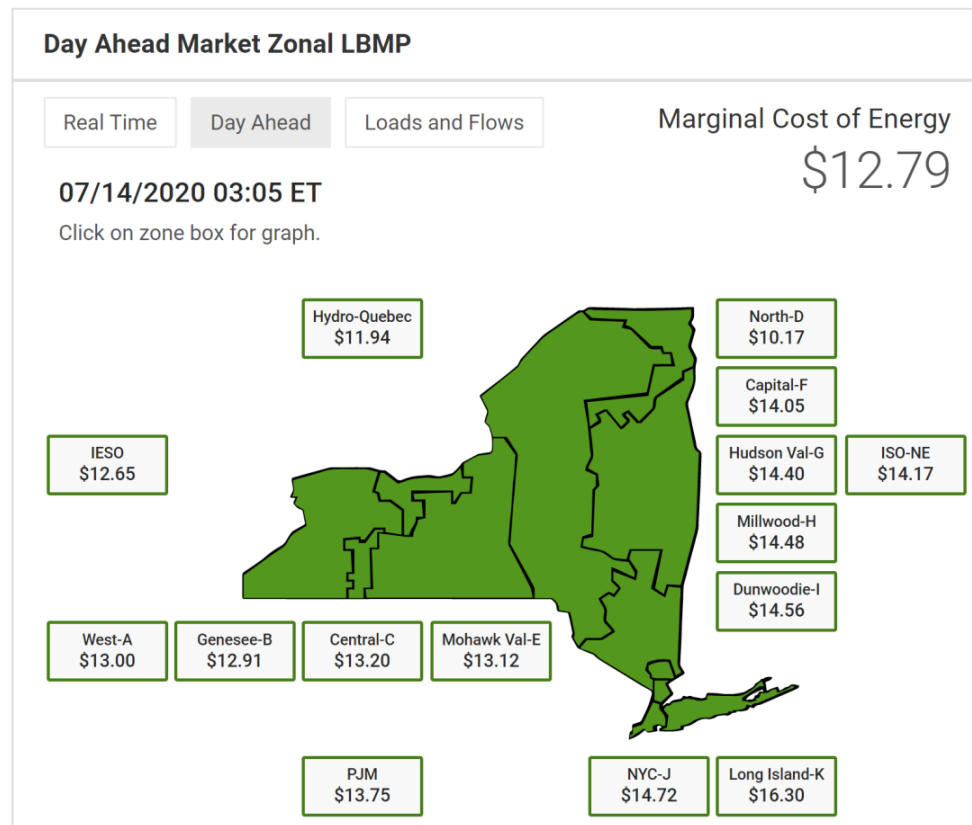 Day Ahead Market Zonal LBMP
Real Time
Day Ahead
Loads and Flows
Marginal Cost of Energy
$12.79
07/14/2020 03:05 ET
Click on zone box for graph.
Hydro-Quebec
$11.94
North-D
$10.17
Capital-F
$14.05
IESO
$12.65
Hudson Val-G
$14.40
ISO-NE
$14.17
Millwood-H
$14.48
Dunwoodie-I
$14.56
West-A
$13.00
Genesee-B
$12.91
Central-C
$13.20
Mohawk Val-E
$13.12
PJM
$13.75
NYC-J
$14.72
Long Island-K
$16.30